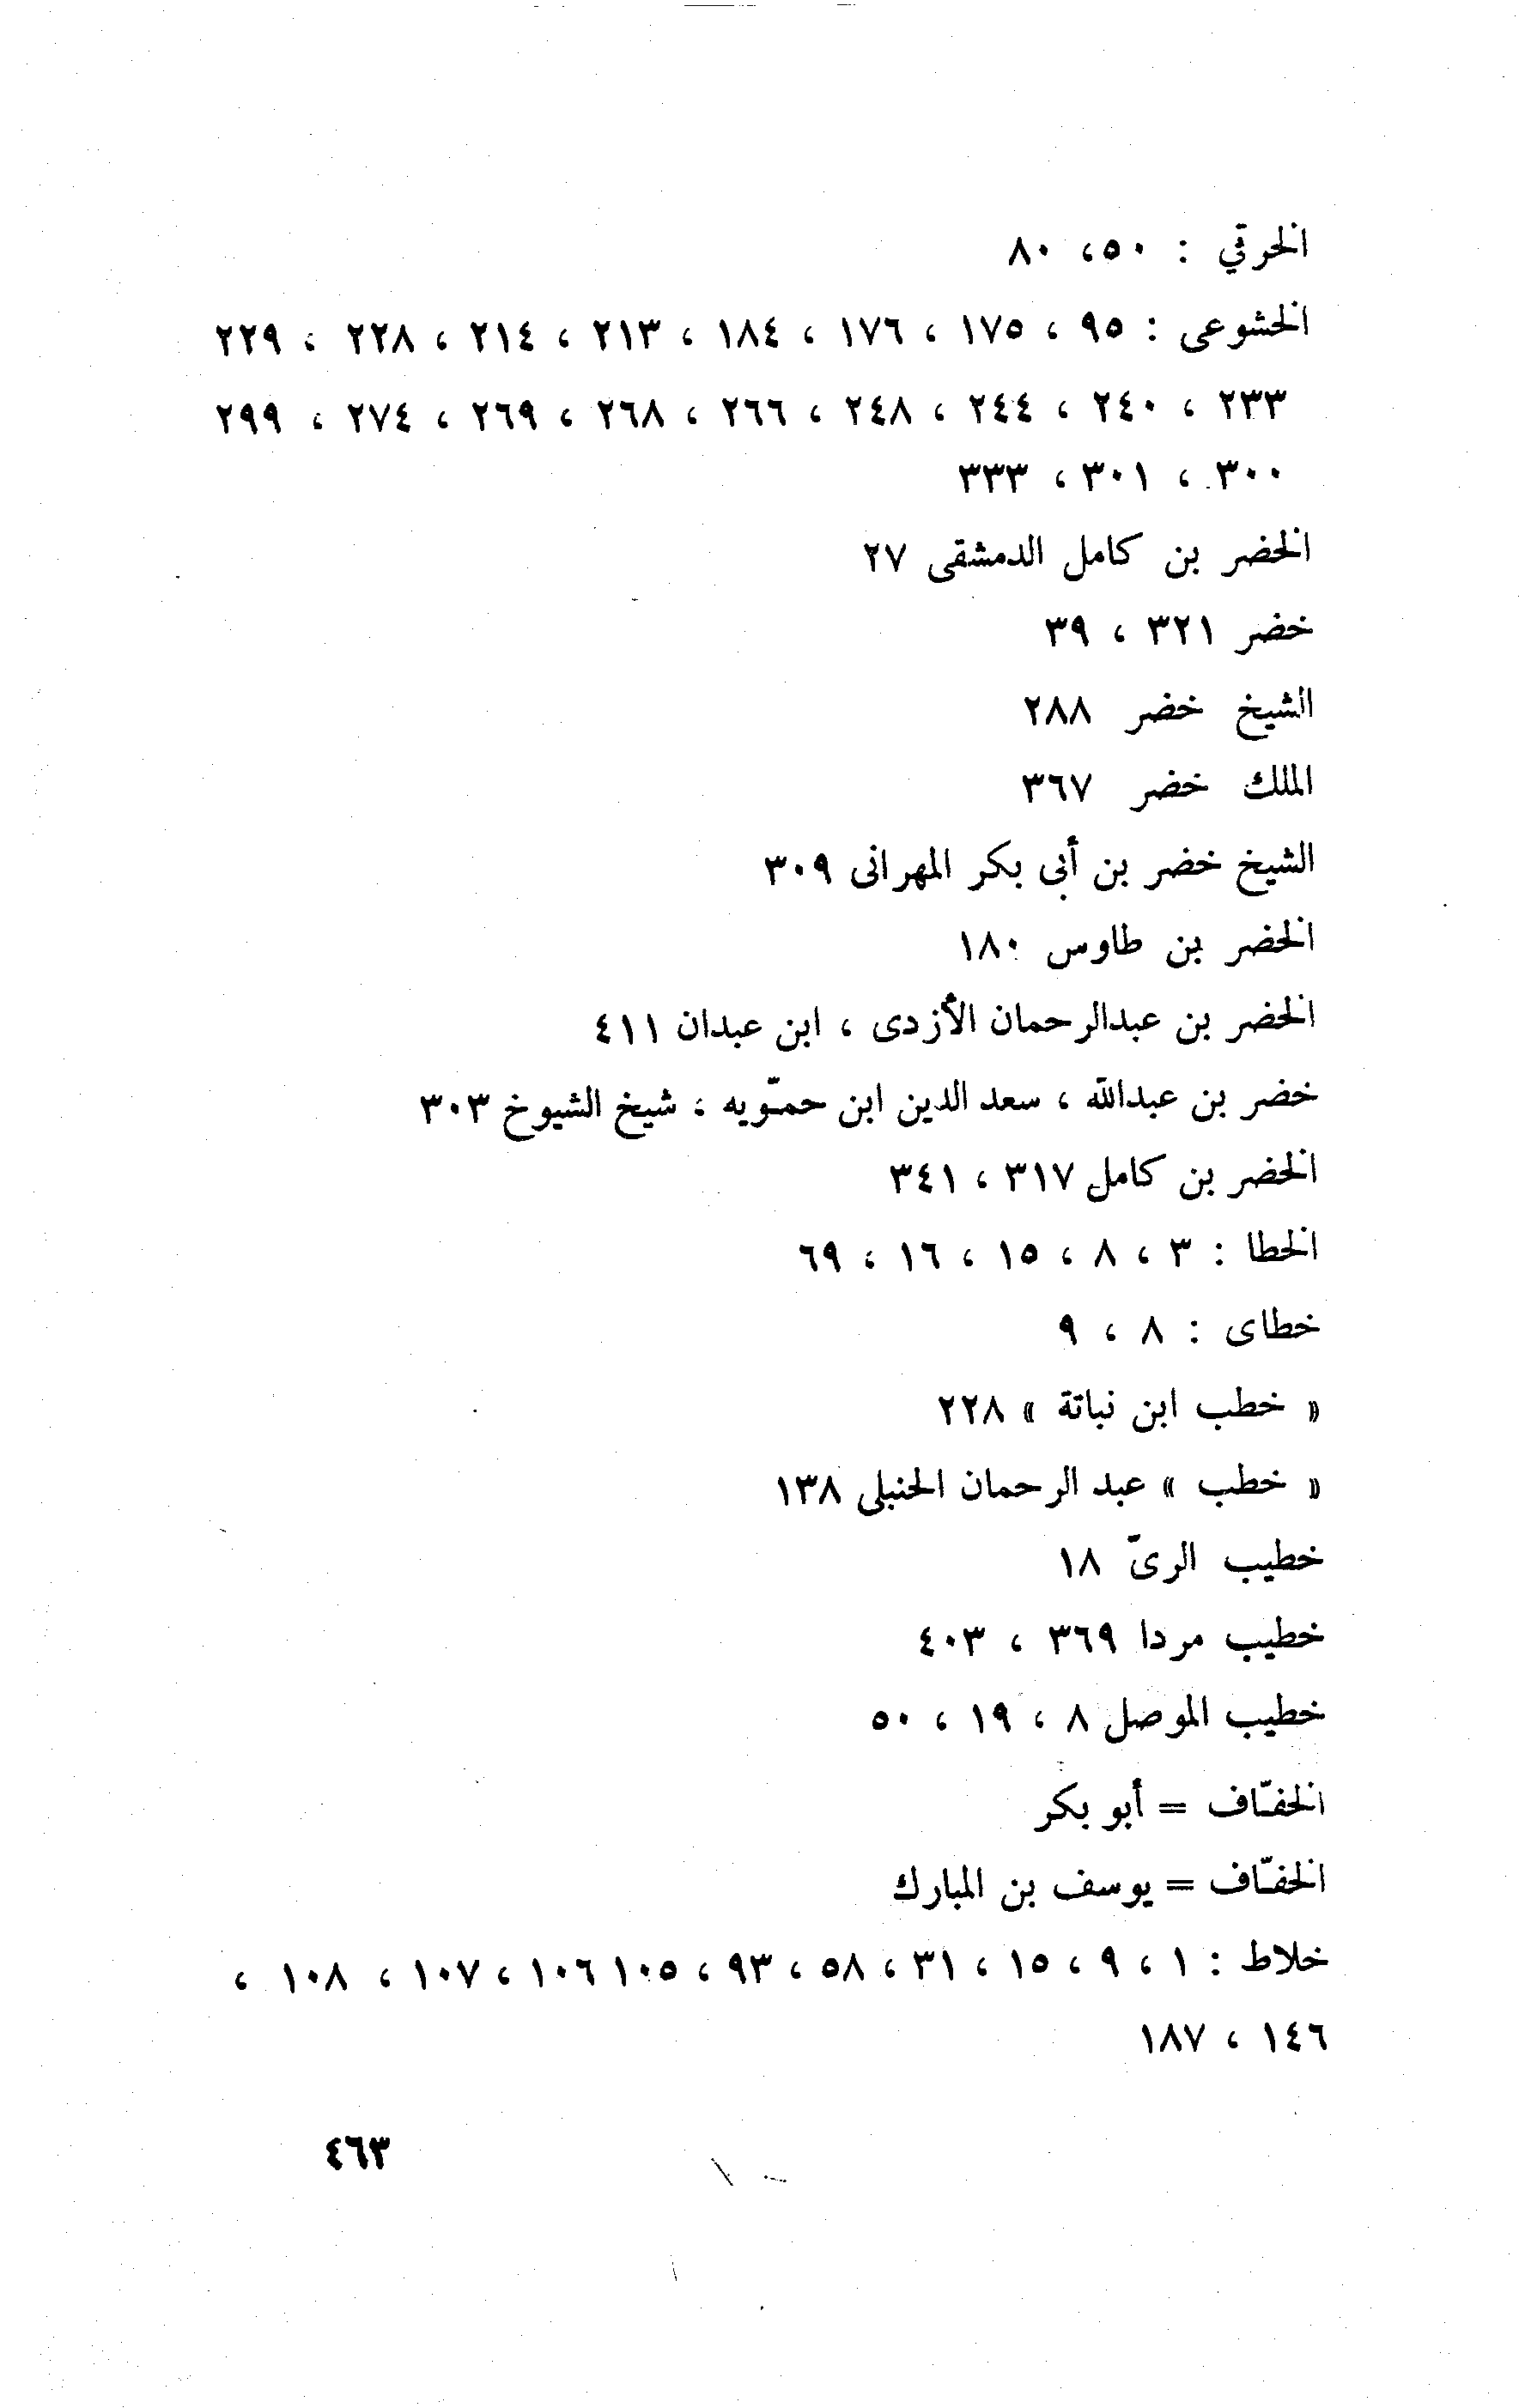 الخرقي : ٥٠، ٨٠
الخشوعى : ٩٥ ، ١٧٥ ، ١٧٦ ، ١٨٤ ، ٢١٣ ، ٢١٤ ، ٢٢٨ ، ٢٢٩
٢٣٣ ، ٢٤٠ ، ٢٤٤ ، ٢٤٨ ، ٢٦٦ ، ٢٦٨ ، ٢٦٩ ، ٢٧٤ ، ٢٩٩
٣٠٠ ، ٣٠١ ، ٣٣٣
الخضر بن كامل الدمشقى ٢٧
خضر ٣٢١ ، ٣٩
الشيخ خضر ٢٨٨
الملك خضر ٣٦٧
الشيخ خضر بن أبى بكر المهرانى ٣٠٩
الخضر بن طاوس ١٨٠
الخضر بن عبدالرحمان الأزدى ، ابن عبدان ٤١١
خضر بن عبدالله ، سعد الدين ابن حمّويه ، شيخ الشيوخ ٣٠٣
الخضر بن كامل ٣١٧ ، ٣٤١
الخطا : ٣ ، ٨ ، ١٥ ، ١٦ ، ٦٩
خطاى : ٨ ، ٩
« خطب ابن نباتة » ٢٢٨
« خطب » عبد الرحمان الحنبلى ١٣٨
خطيب الرىّ ١٨
خطيب مردا ٣٦٩ ، ٤٠٣
خطيب الموصل ٨ ، ١٩ ، ٥٠
الخفّاف = أبو بكر
الخفّاف = يوسف بن المبارك
خلاط : ١ ، ٩ ، ١٥ ، ٣١ ، ٥٨ ، ٩٣ ، ١٠٥ ١٠٦ ، ١٠٧ ، ١٠٨ ،
١٤٦ ، ١٨٧
٤٦٣